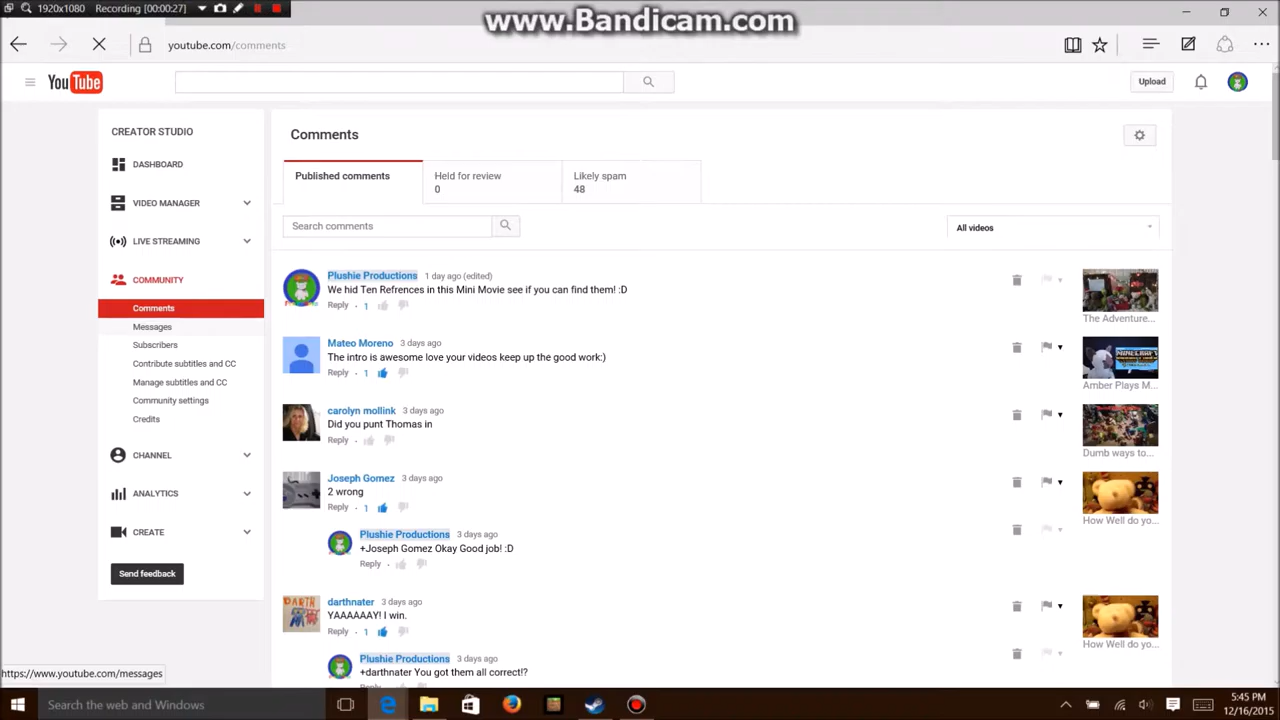 1920x1080 Recording [00:00:27]
www.Bandicam.com
youtube.com/comments
YouTube
Upload
CREATOR STUDIO
DASHBOARD
VIDEO MANAGER
LIVE STREAMING
COMMUNITY
Comments
Messages
Subscribers
Contribute subtitles and CC
Manage subtitles and CC
Community settings
Credits
CHANNEL
ANALYTICS
CREATE
Send feedback
Comments
Published comments
Held for review
0
Likely spam
48
Search comments
All videos
Plushie Productions 1 day ago (edited)
We hid Ten Refrences in this Mini Movie see if you can find them! :D
Reply · 1
The Adventure...
Mateo Moreno 3 days ago
The intro is awesome love your videos keep up the good work:)
Reply · 1
Amber Plays M...
carolyn mollink 3 days ago
Did you punt Thomas in
Reply ·
Dumb ways to...
Joseph Gomez 3 days ago
2 wrong
Reply · 1
How Well do yo...
Plushie Productions 3 days ago
+Joseph Gomez Okay Good job! :D
Reply ·
darthnater 3 days ago
YAAAAAAY! I win.
Reply · 1
How Well do yo...
Plushie Productions 3 days ago
+darthnater You got them all correct!?
Reply
https://www.youtube.com/messages
Search the web and Windows
5:45 PM
12/16/2015